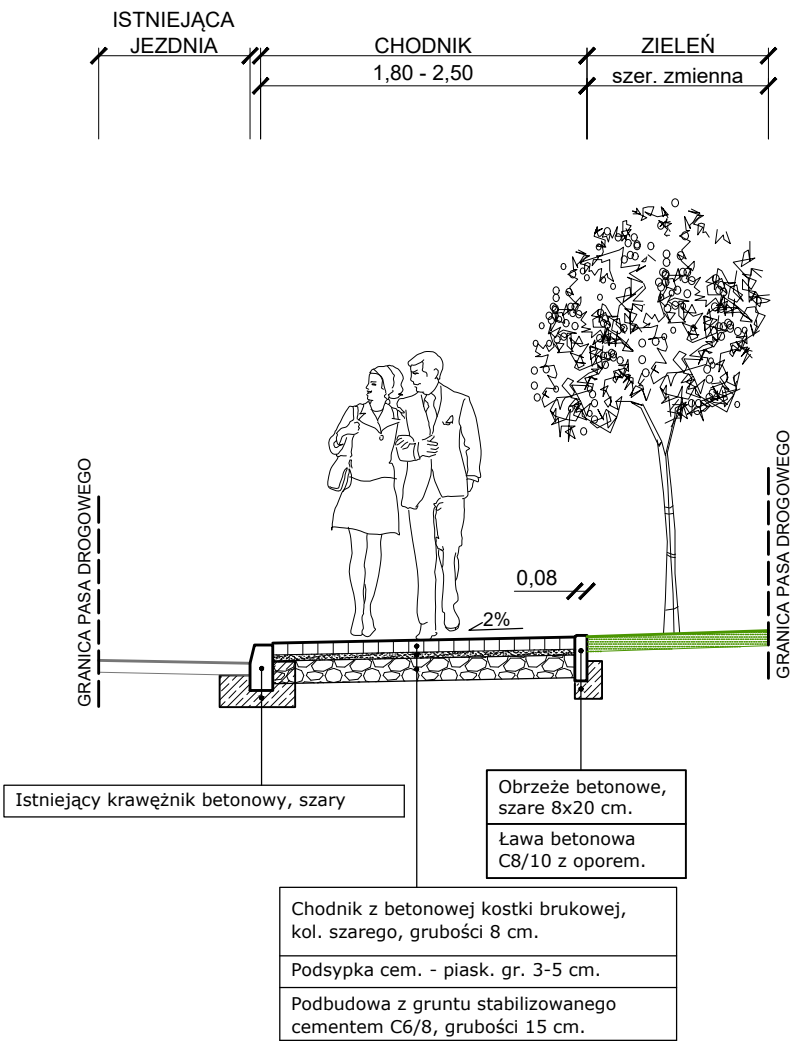 ISTNIEJĄCA
JEZDNIA
CHODNIK
ZIELEŃ
1,80 - 2,50
szer. zmienna
GRANICA PASA DROGOWEGO
GRANICA PASA DROGOWEGO
0,08
2%
Istniejący krawężnik betonowy, szary
Obrzeże betonowe,
szare 8x20 cm.
Ława betonowa
C8/10 z oporem.
Chodnik z betonowej kostki brukowej,
kol. szarego, grubości 8 cm.
Podsypka cem. - piask. gr. 3-5 cm.
Podbudowa z gruntu stabilizowanego
cementem C6/8, grubości 15 cm.